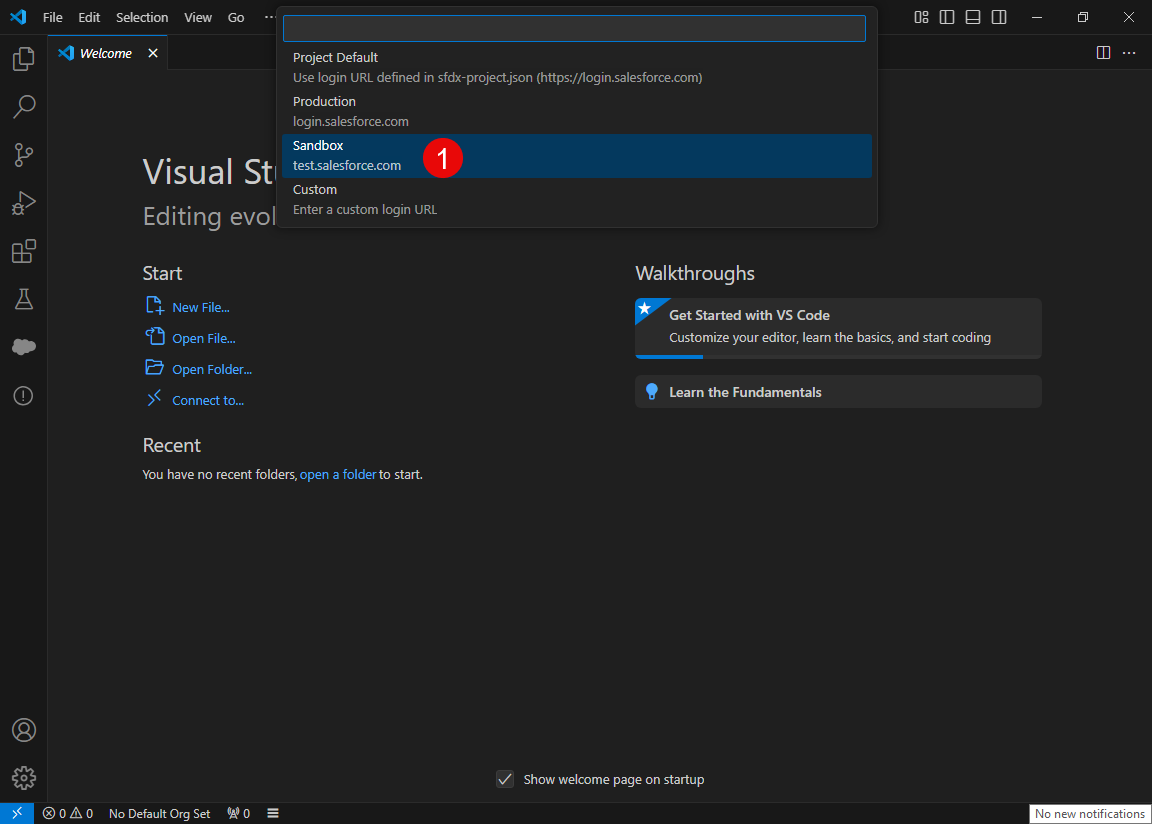 File Edit Selection View Go ···
Project Default
Use login URL defined in sfdx-project.json (https://login.salesforce.com)
Production
login.salesforce.com
Sandbox
test.salesforce.com
1
Custom
Enter a custom login URL
Welcome
Visual St
Editing evol
Start
New File...
Open File...
Open Folder...
Connect to...
Recent
You have no recent folders, open a folder to start.
Walkthroughs
Get Started with VS Code
Customize your editor, learn the basics, and start coding
Learn the Fundamentals
Show welcome page on startup
0 0 No Default Org Set 0
No new notifications